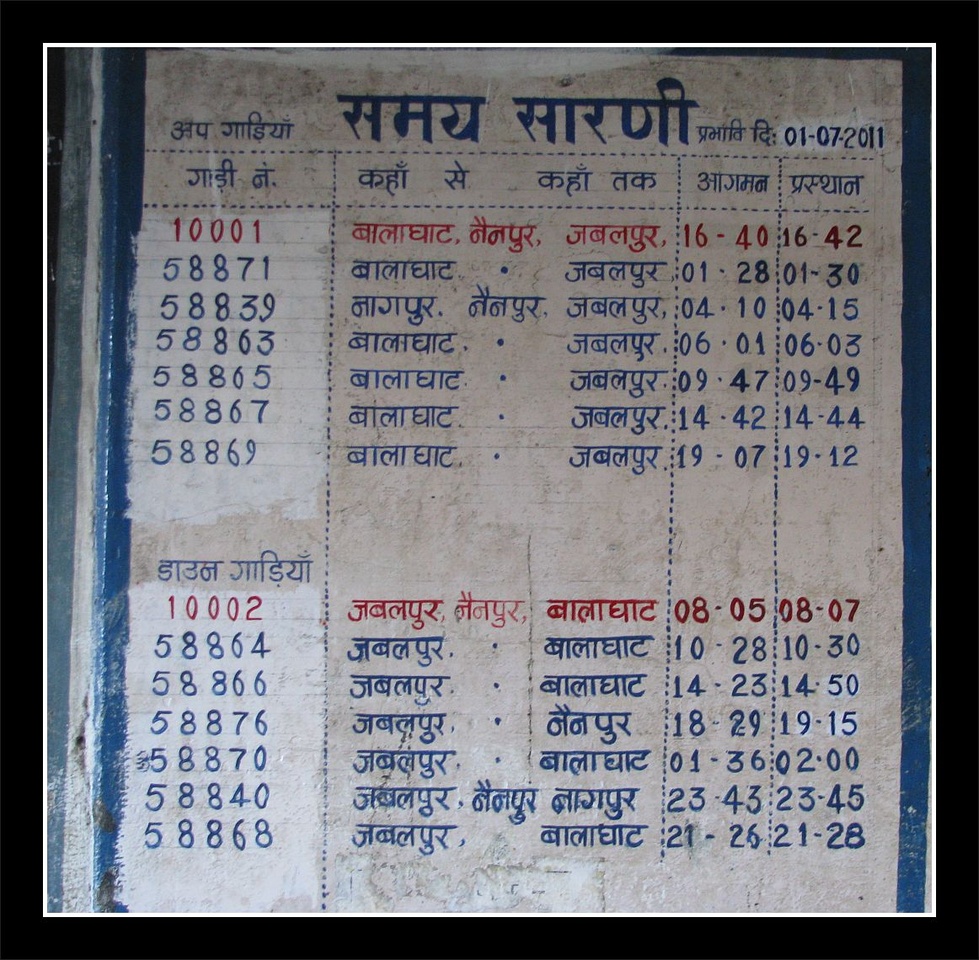 समय सारणी
अप गाड़ियाँ प्रभावि दि: 01-07-2011
गाड़ी नं. कहाँ से कहाँ तक आगमन प्रस्थान
10001 बालाघाट, नैनपुर, जबलपुर, 16-40 16-42
58871 बालाघाट. • जबलपुर. 01-28 01-30
58839 नागपुर. नैनपुर. जबलपुर, 04-10 04-15
58863 बालाघाट. • जबलपुर. 06-01 06-03
58865 बालाघाट. • जबलपुर. 09-47 09-49
58867 बालाघाट. • जबलपुर. 14-42 14-44
58869 बालाघाट. जबलपुर. 19-07 19-12
डाउन गाड़ियाँ
10002 जबलपुर, नैनपुर, बालाघाट 08-05 08-07
58864 जबलपुर. • बालाघाट 10-28 10-30
58866 जबलपुर. • बालाघाट 14-23 14-50
58876 जबलपुर. • नैनपुर 18-29 19-15
58870 जबलपुर. • बालाघाट 01-36 02-00
58840 जबलपुर, नैनपुर नागपुर 23-43 23-45
58868 जबलपुर, बालाघाट 21-26 21-28